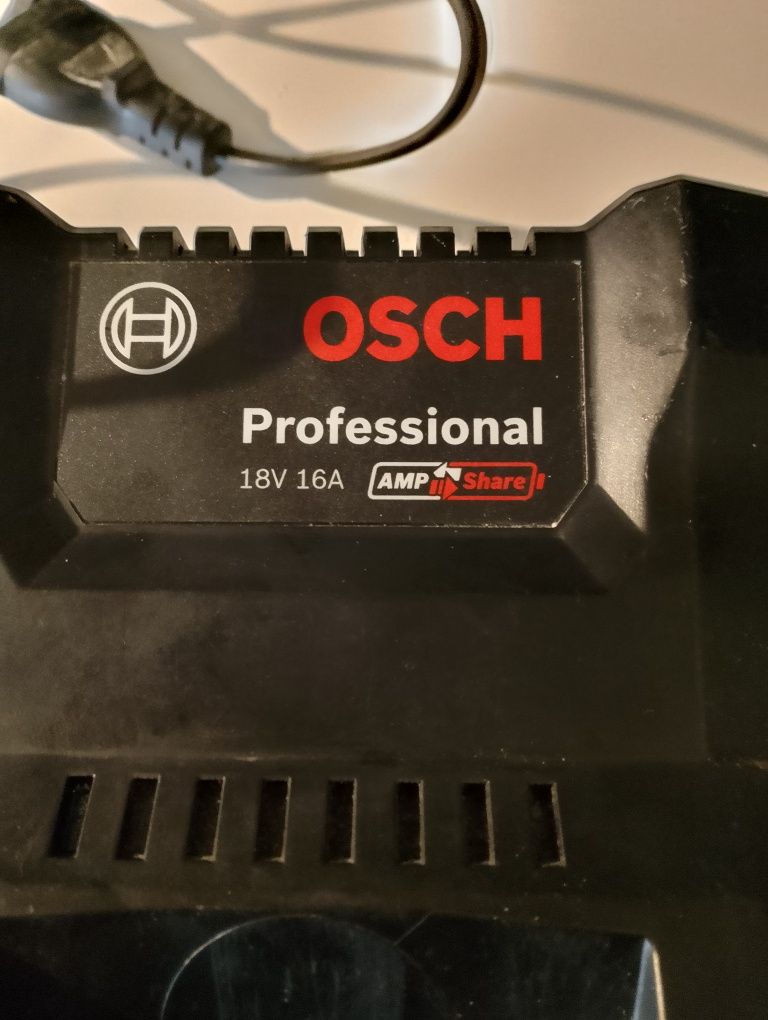 OSCH
Professional
18V 16A AMP Share